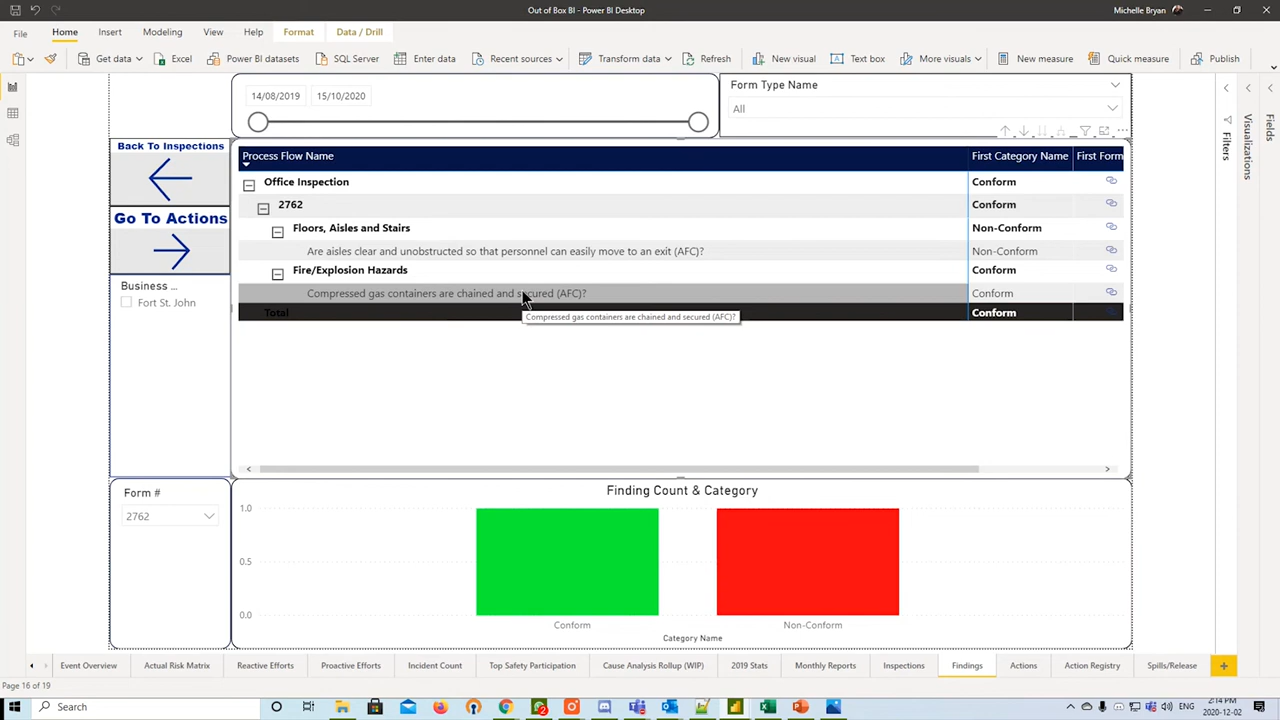 Out of Box BI - Power BI Desktop
Michelle Bryan
File Home Insert Modeling View Help Format Data / Drill
Get data Excel Power BI datasets SQL Server Enter data Recent sources Transform data Refresh New visual Text box More visuals New measure Quick measure Publish
14/08/2019 15/10/2020
Form Type Name
All
Back To Inspections
Go To Actions
Business ...
Fort St. John
Process Flow Name First Category Name First Form
Office Inspection Conform
2762 Conform
Floors, Aisles and Stairs Non-Conform
Are aisles clear and unobstructed so that personnel can easily move to an exit (AFC)? Non-Conform
Fire/Explosion Hazards Conform
Compressed gas containers are chained and secured (AFC)? Conform
Total Conform
Compressed gas containers are chained and secured (AFC)?
Filters
Visualizations
Fields
Form #
2762
Finding Count & Category
1.0
0.5
0.0
Conform Non-Conform
Category Name
Event Overview Actual Risk Matrix Reactive Efforts Proactive Efforts Incident Count Top Safety Participation Cause Analysis Rollup (WIP) 2019 Stats Monthly Reports Inspections Findings Actions Action Registry Spills/Release
Page 16 of 19
Search
ENG
2:14 PM
2020-12-02